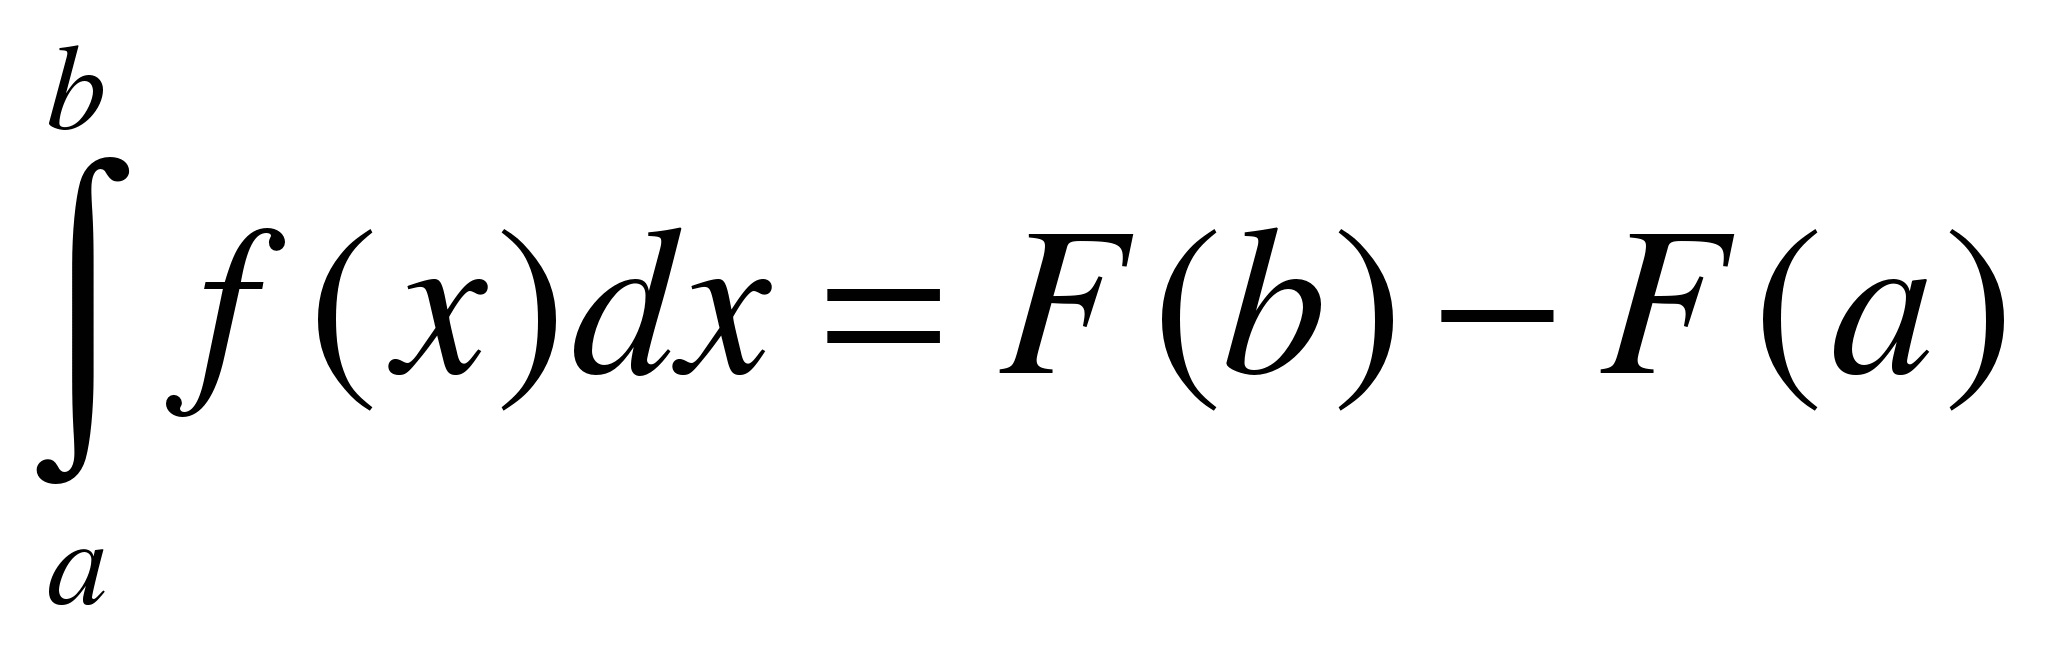 b
∫ f(x)dx = F(b) − F(a)
a